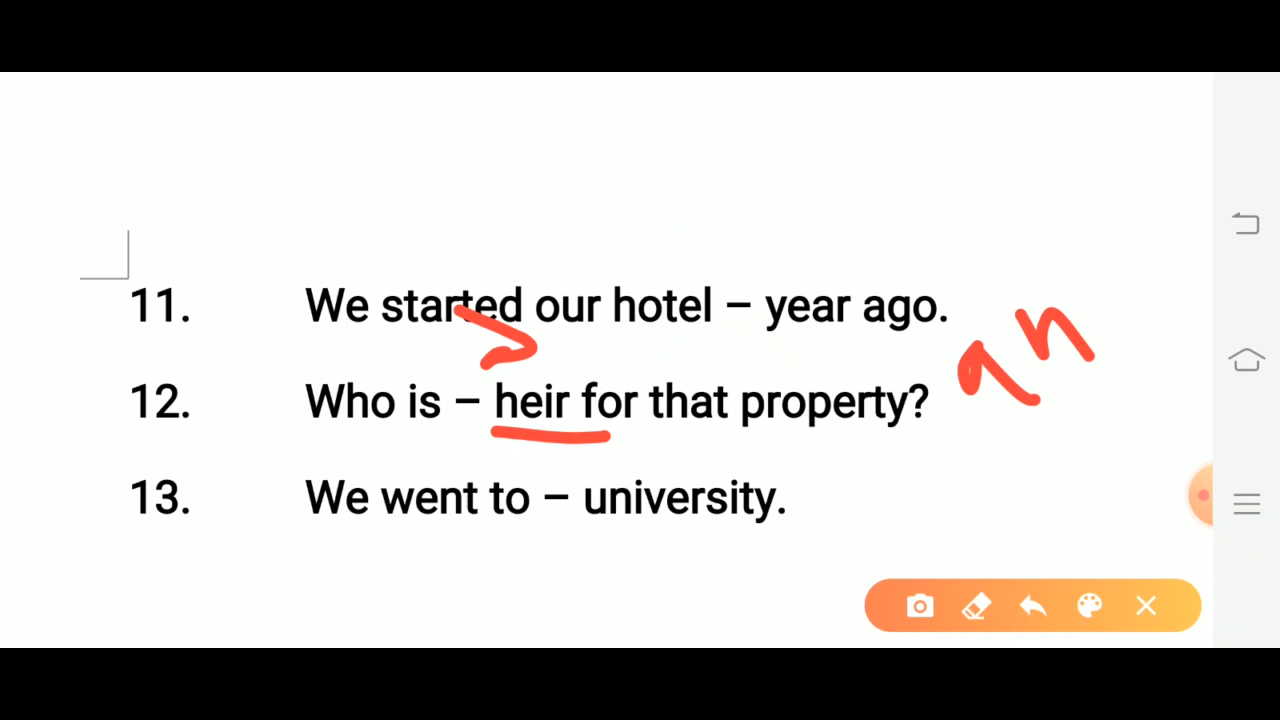 11. We started our hotel – year ago.
12. Who is – heir for that property? an
13. We went to – university.